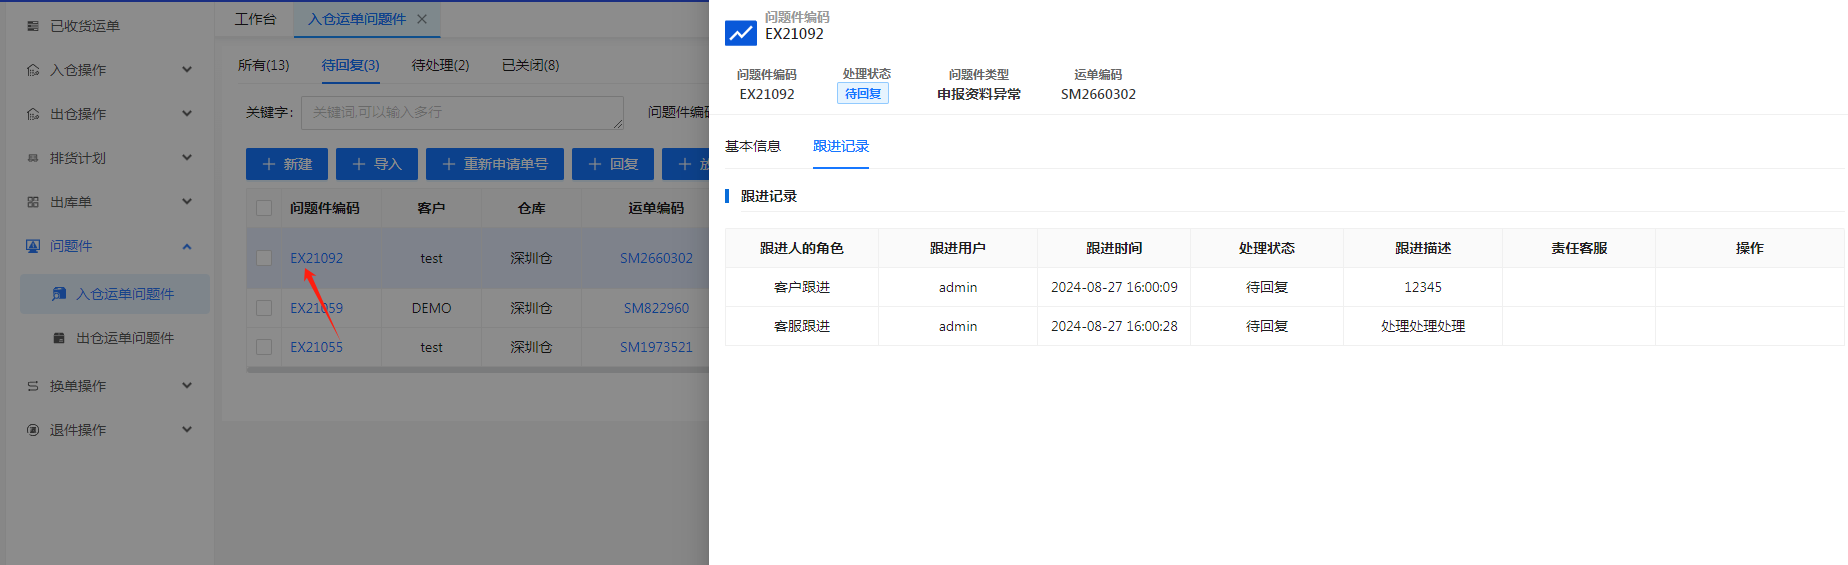 已收货运单
入仓操作
出仓操作
排货计划
出库单
问题件
入仓运单问题件
出仓运单问题件
换单操作
退件操作
工作台 入仓运单问题件
所有(13) 待回复(3) 待处理(2) 已关闭(8)
关键字: 关键词,可以输入多行 问题件编码
新建 导入 重新申请单号 回复
问题件编码 客户 仓库 运单编码
EX21092 test 深圳仓 SM2660302
EX21059 DEMO 深圳仓 SM822960
EX21055 test 深圳仓 SM1973521
问题件编码
EX21092
问题件编码 处理状态 问题件类型 运单编码
EX21092 待回复 申报资料异常 SM2660302
基本信息 跟进记录
跟进记录
跟进人的角色 跟进用户 跟进时间 处理状态 跟进描述 责任客服 操作
客户跟进 admin 2024-08-27 16:00:09 待回复 12345
客服跟进 admin 2024-08-27 16:00:28 待回复 处理处理处理